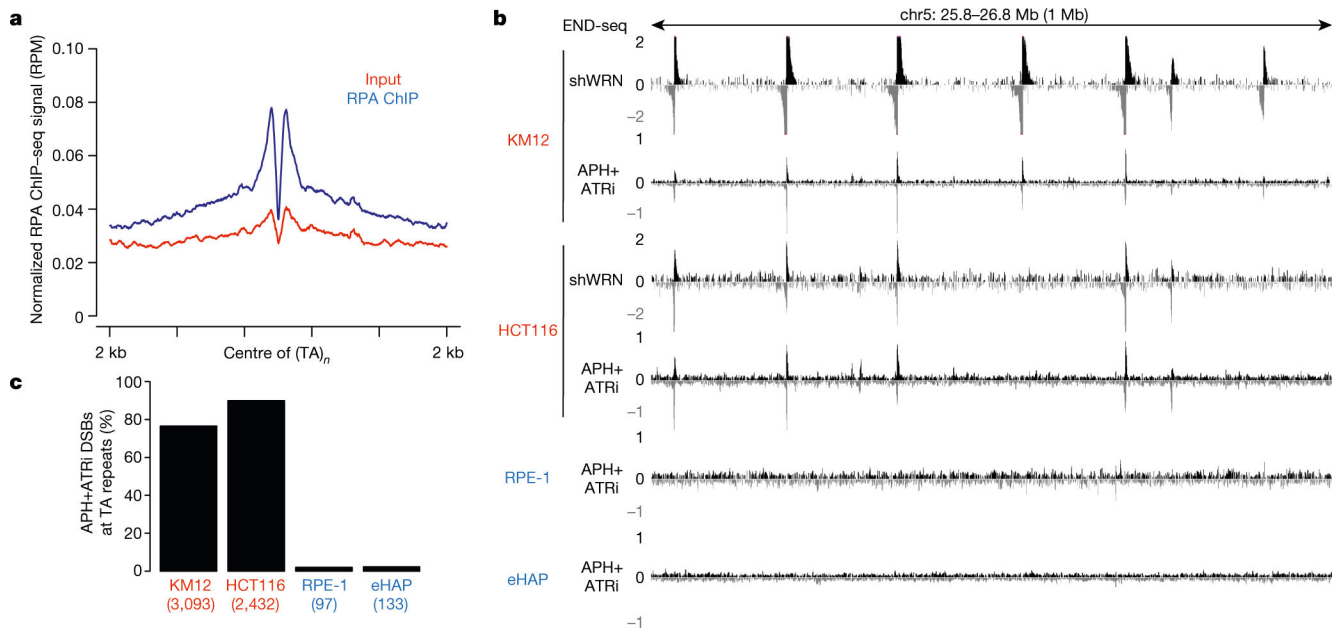 a
Normalized RPA ChIP–seq signal (RPM)
0.10
0.08
0.06
0.04
0.02
0
Input
RPA ChIP
2 kb
Centre of (TA)n
2 kb
b
END-seq
chr5: 25.8–26.8 Mb (1 Mb)
KM12
shWRN
2
0
−2
APH+
ATRi
1
0
−1
HCT116
shWRN
2
0
−2
APH+
ATRi
1
0
−1
RPE-1
APH+
ATRi
1
0
−1
eHAP
APH+
ATRi
1
0
−1
c
APH+ATRi DSBs
at TA repeats (%)
100
80
60
40
20
0
KM12 HCT116 RPE-1 eHAP
(3,093) (2,432) (97) (133)